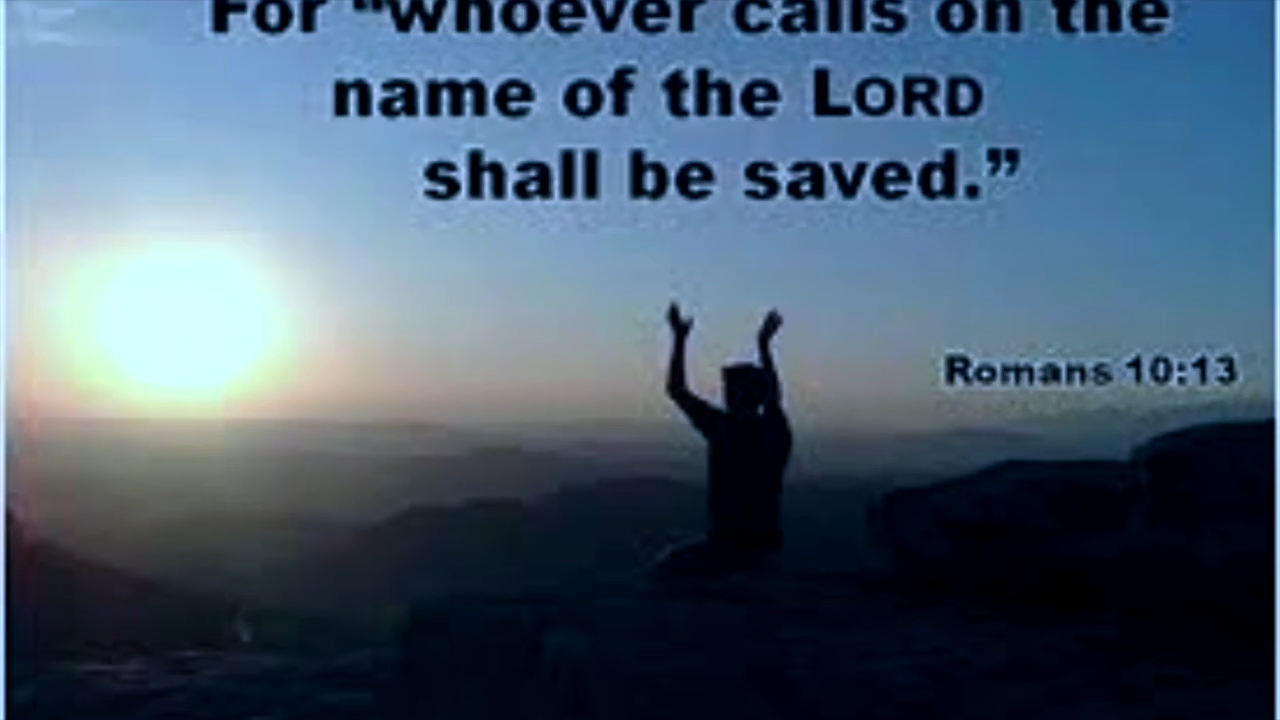 For “whoever calls on the
name of the LORD
shall be saved.”
Romans 10:13